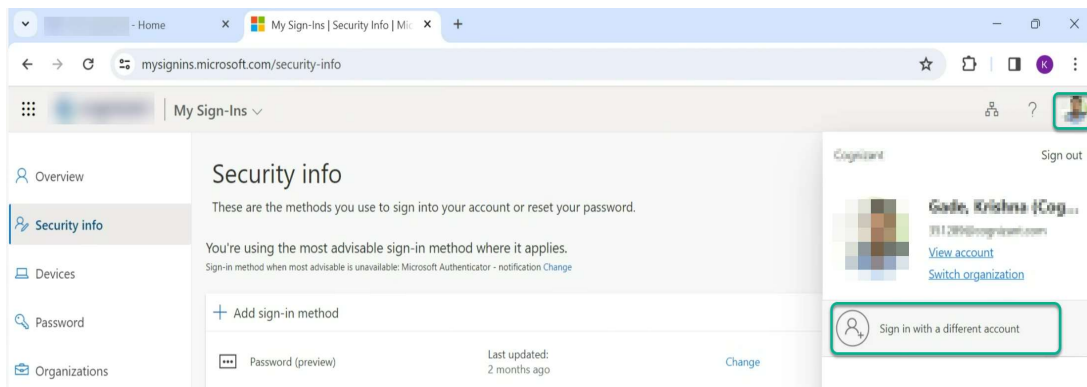 - Home
My Sign-Ins | Security Info | Mic
mysignins.microsoft.com/security-info
K
My Sign-Ins
?
Sign out
Overview
Security info
Devices
Password
Organizations
Security info
These are the methods you use to sign into your account or reset your password.
You're using the most advisable sign-in method where it applies.
Sign-in method when most advisable is unavailable: Microsoft Authenticator - notification Change
Add sign-in method
Password (preview)
Last updated:
2 months ago
Change
View account
Switch organization
Sign in with a different account